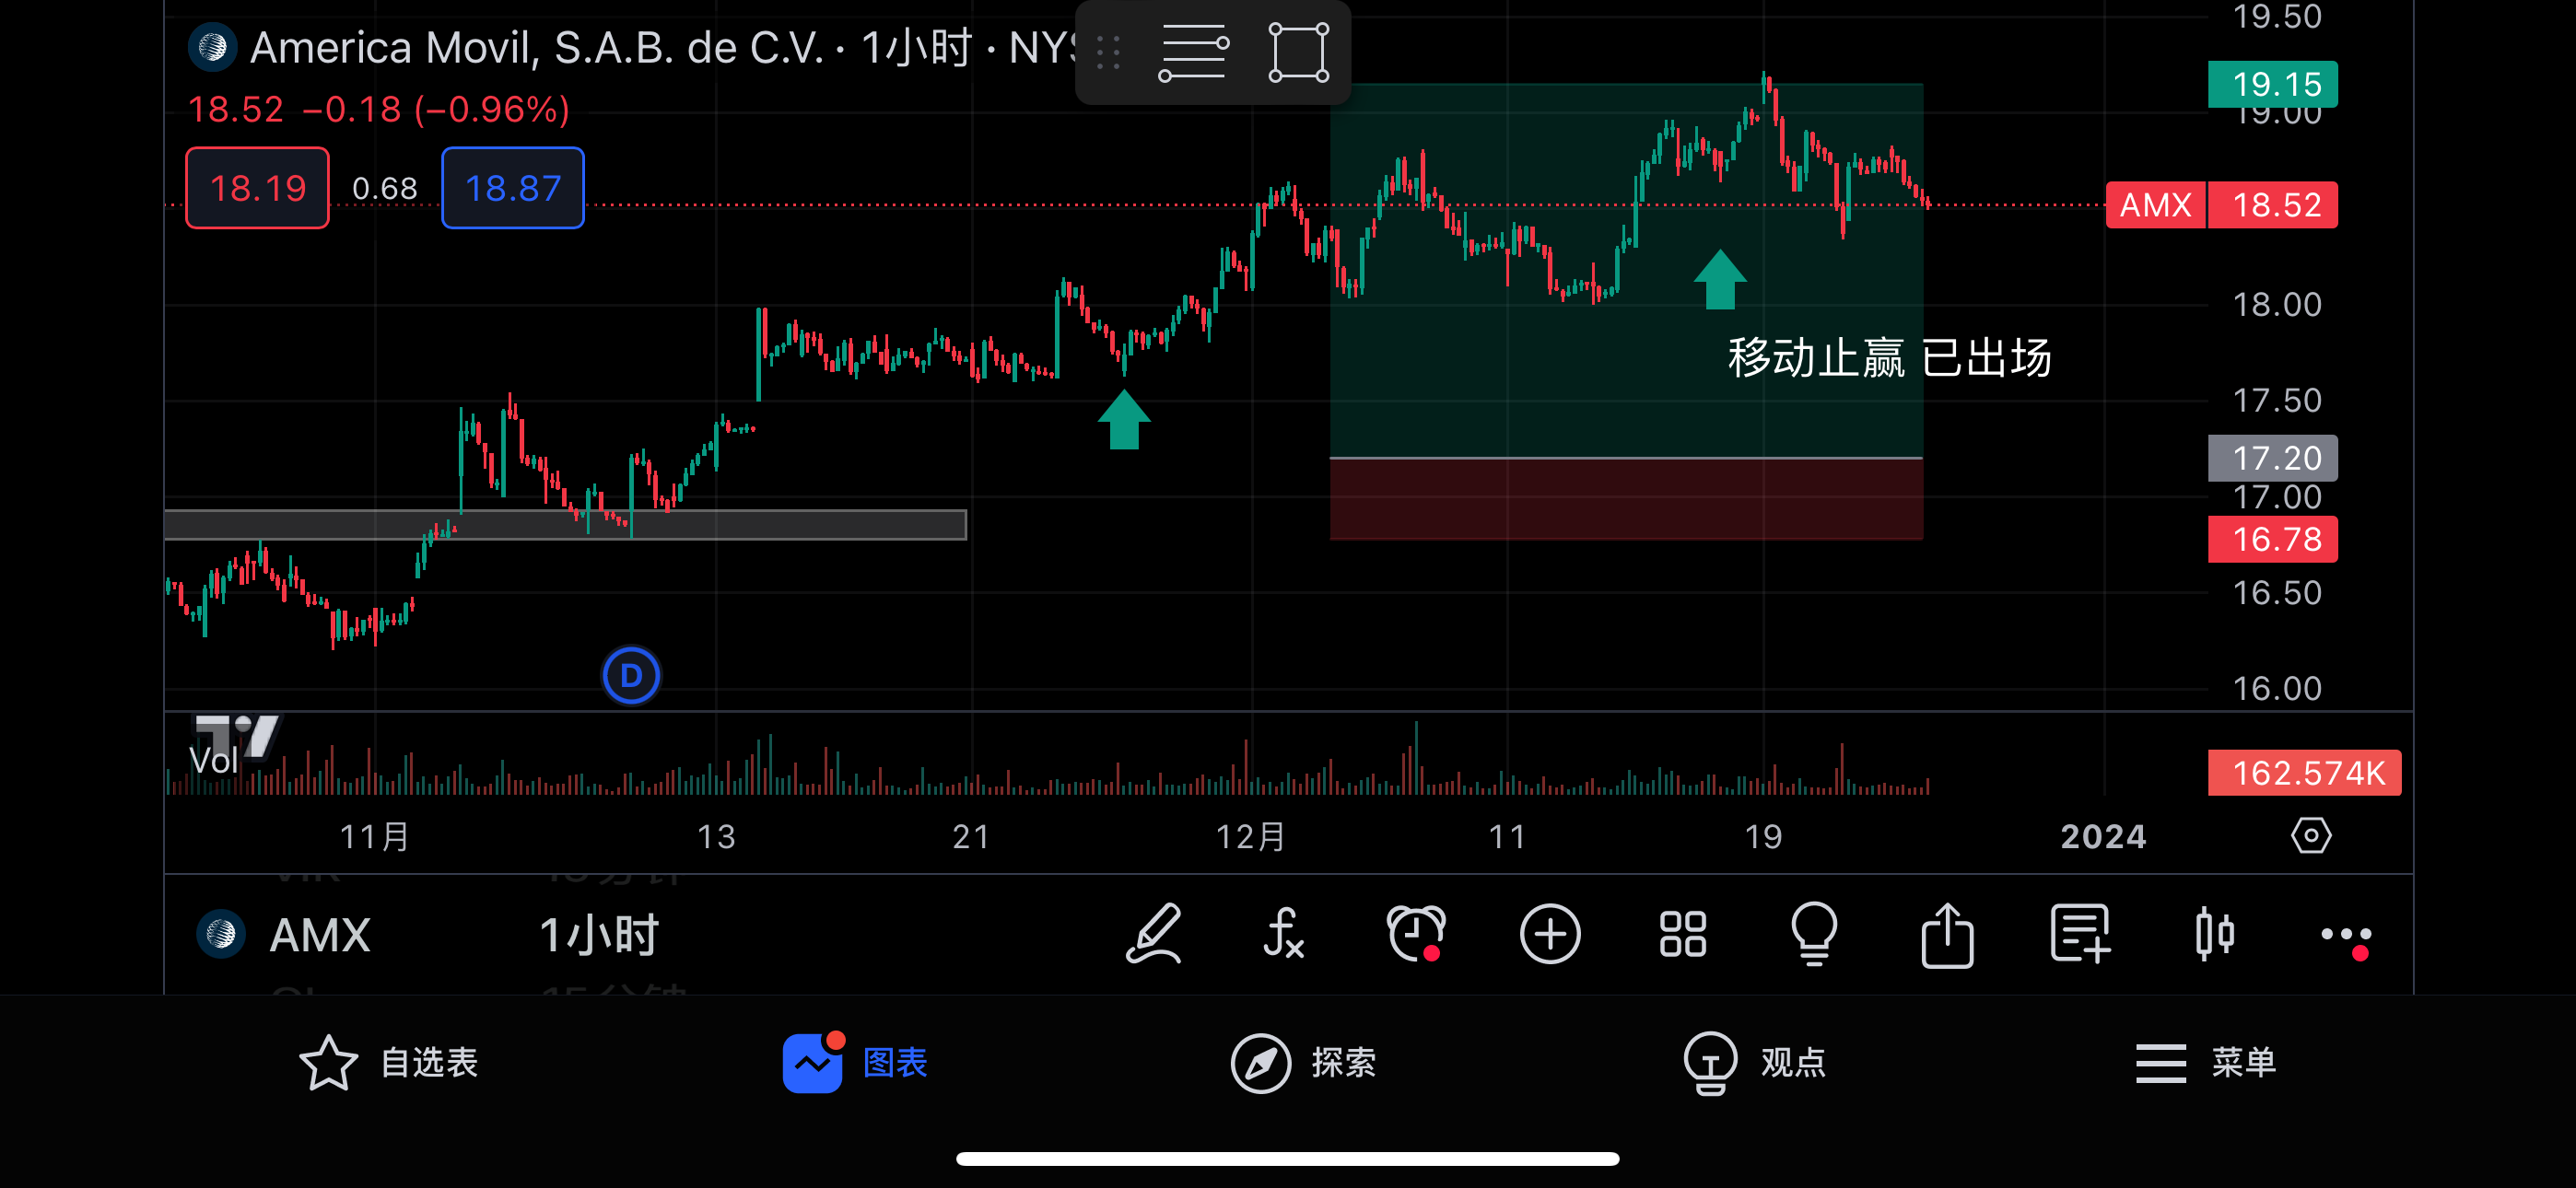 America Movil, S.A.B. de C.V. · 1小时 · NYS
18.52 −0.18 (−0.96%)
18.19 0.68 18.87
19.50
19.15
19.00
AMX 18.52
18.00
移动止赢 已出场
17.50
17.20
17.00
16.78
16.50
D
16.00
Vol
162.574K
11月 13 21 12月 11 19 2024
AMX 1小时
自选表 图表 探索 观点 菜单